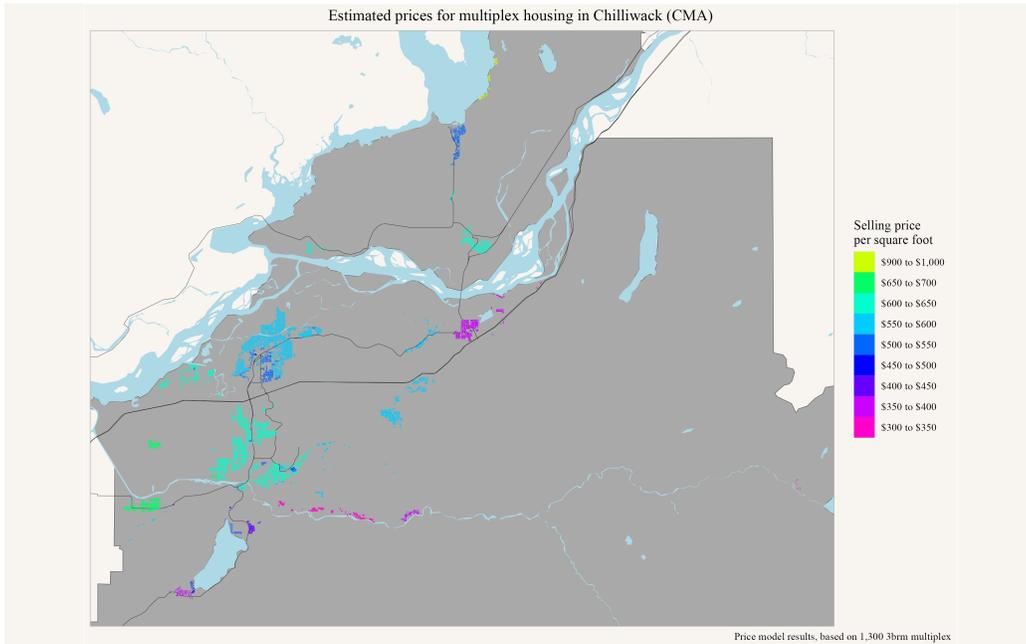 Estimated prices for multiplex housing in Chilliwack (CMA)
Selling price
per square foot
$900 to $1,000
$650 to $700
$600 to $650
$550 to $600
$500 to $550
$450 to $500
$400 to $450
$350 to $400
$300 to $350
Price model results, based on 1,300 3brm multiplex